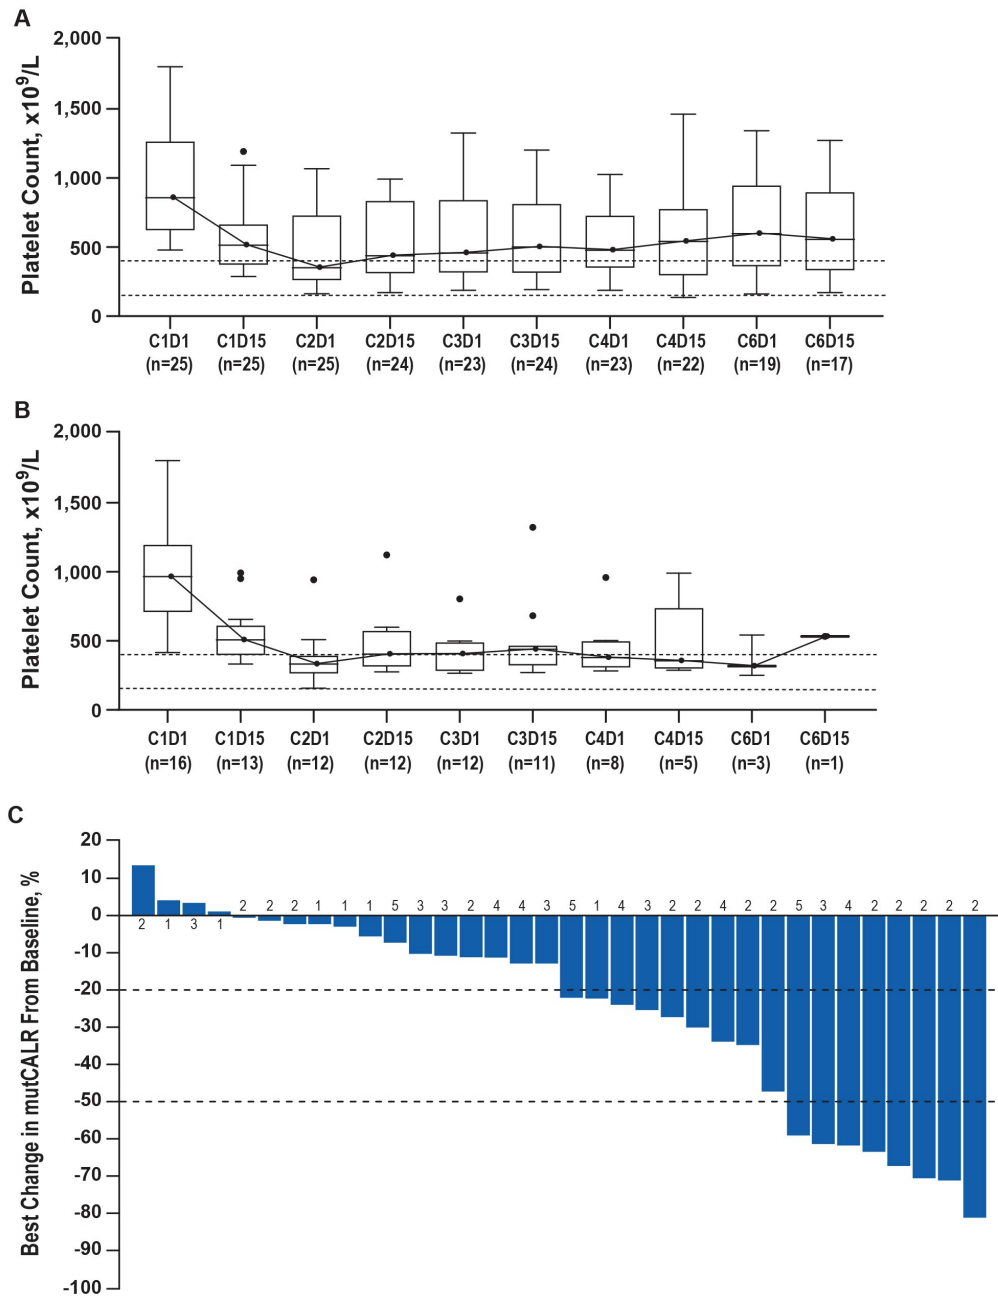 A
Platelet Count, x10⁹/L
2,000
1,500
1,000
500
0
C1D1 C1D15 C2D1 C2D15 C3D1 C3D15 C4D1 C4D15 C6D1 C6D15
(n=25) (n=25) (n=25) (n=24) (n=23) (n=24) (n=23) (n=22) (n=19) (n=17)
B
Platelet Count, x10⁹/L
2,000
1,500
1,000
500
0
C1D1 C1D15 C2D1 C2D15 C3D1 C3D15 C4D1 C4D15 C6D1 C6D15
(n=16) (n=13) (n=12) (n=12) (n=12) (n=11) (n=8) (n=5) (n=3) (n=1)
C
Best Change in mutCALR From Baseline, %
20
10
0
-10
-20
-30
-40
-50
-60
-70
-80
-90
-100
2 2 2 1 1 1 5 3 3 2 4 4 3 5 1 4 3 2 2 4 2 2 5 3 4 2 2 2 2 2
2 1 3 1